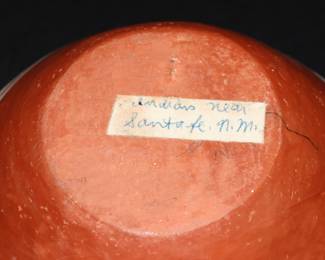 Indians near
Santa fe. N.M.